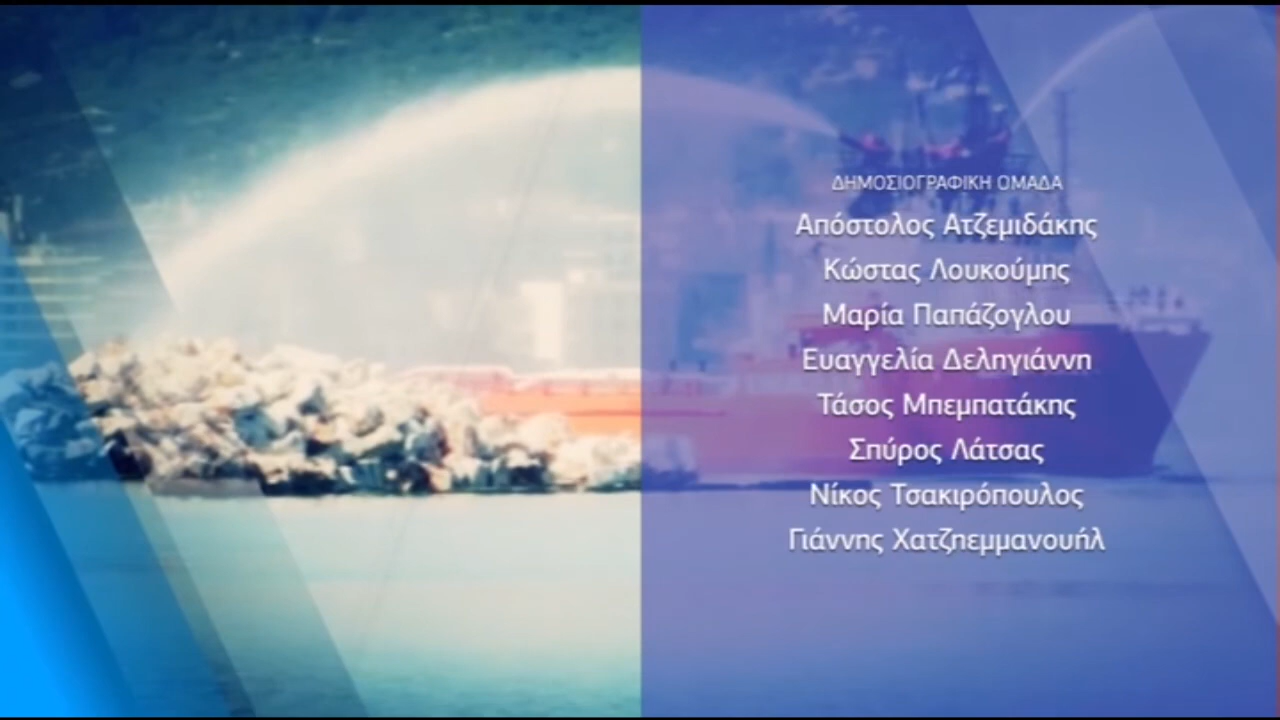 ΔΗΜΟΣΙΟΓΡΑΦΙΚΗ ΟΜΑΔΑ
Απόστολος Ατζεμιδάκης
Κώστας Λουκούμης
Μαρία Παπάζογλου
Ευαγγελία Δεληγιάννη
Τάσος Μπεμπατάκης
Σπύρος Λάτσας
Νίκος Τσακιρόπουλος
Γιάννης Χατζηεμμανουήλ